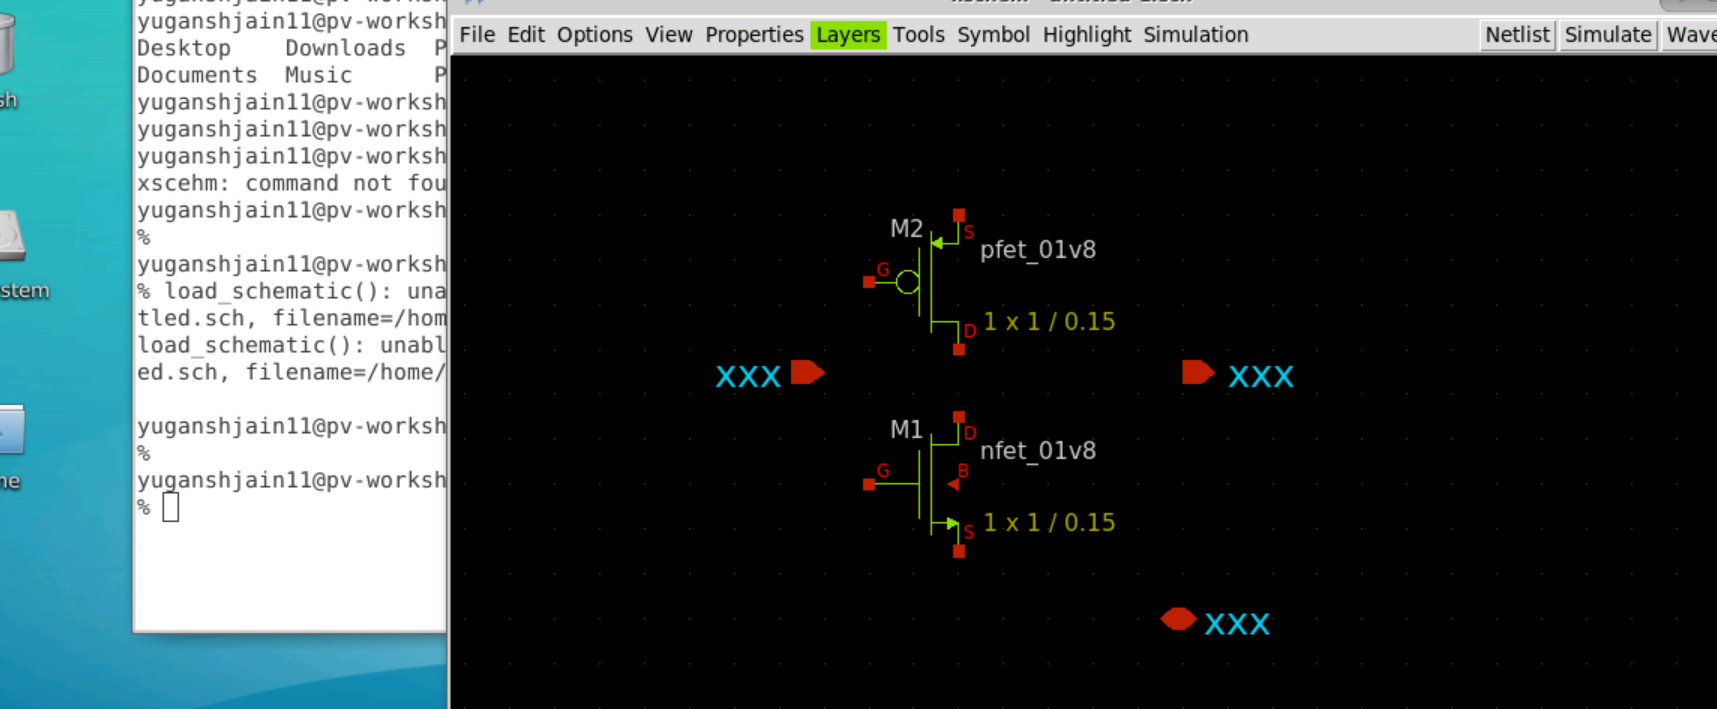 yuganshjain11@pv-worksh
Desktop Downloads P
Documents Music P
yuganshjain11@pv-worksh
yuganshjain11@pv-worksh
yuganshjain11@pv-worksh
xscehm: command not fou
yuganshjain11@pv-worksh
%
yuganshjain11@pv-worksh
% load_schematic(): una
tled.sch, filename=/hom
load_schematic(): unabl
ed.sch, filename=/home/
yuganshjain11@pv-worksh
%
yuganshjain11@pv-worksh
%
sh
stem
me
File Edit Options View Properties Layers Tools Symbol Highlight Simulation Netlist Simulate Wave
M2
S
pfet_01v8
G
D
1 x 1 / 0.15
xxx
xxx
M1
D
nfet_01v8
G
B
S
1 x 1 / 0.15
xxx